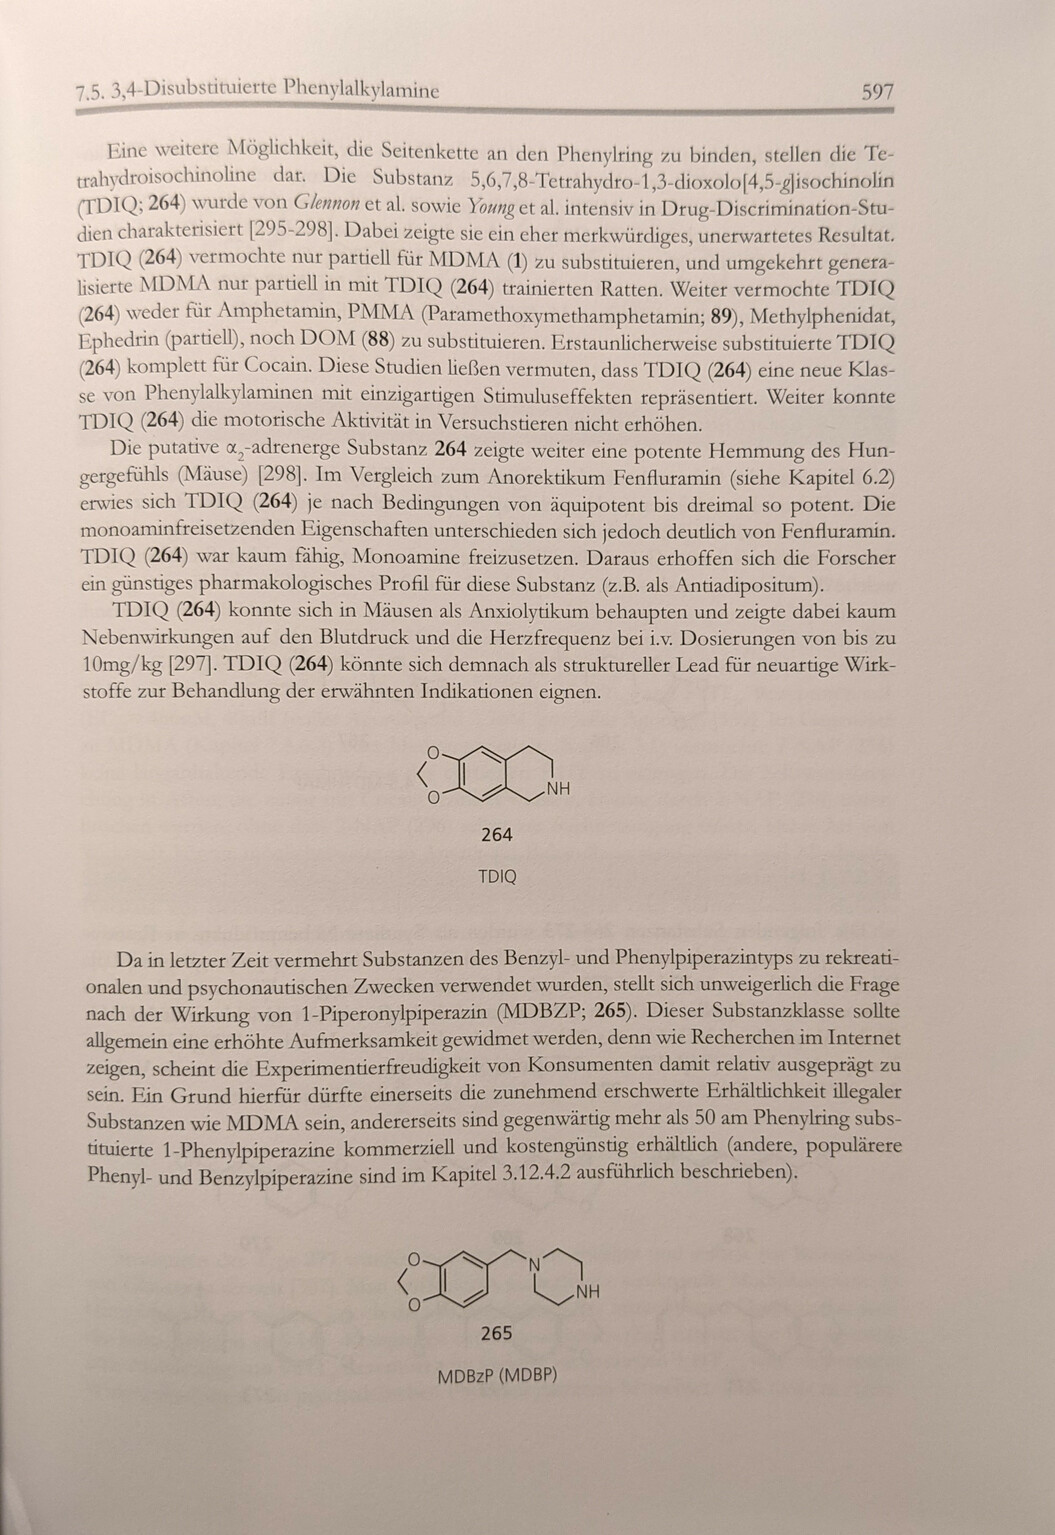 7.5. 3,4-Disubstituierte Phenylalkylamine 597
Eine weitere Möglichkeit, die Seitenkette an den Phenylring zu binden, stellen die Te-
trahydroisochinoline dar. Die Substanz 5,6,7,8-Tetrahydro-1,3-dioxolo[4,5-g]isochinolin
(TDIQ; 264) wurde von Glennon et al. sowie Young et al. intensiv in Drug-Discrimination-Stu-
dien charakterisiert [295-298]. Dabei zeigte sie ein eher merkwürdiges, unerwartetes Resultat.
TDIQ (264) vermochte nur partiell für MDMA (1) zu substituieren, und umgekehrt genera-
lisierte MDMA nur partiell in mit TDIQ (264) trainierten Ratten. Weiter vermochte TDIQ
(264) weder für Amphetamin, PMMA (Paramethoxymethamphetamin; 89), Methylphenidat,
Ephedrin (partiell), noch DOM (88) zu substituieren. Erstaunlicherweise substituierte TDIQ
(264) komplett für Cocain. Diese Studien ließen vermuten, dass TDIQ (264) eine neue Klas-
se von Phenylalkylaminen mit einzigartigen Stimuluseffekten repräsentiert. Weiter konnte
TDIQ (264) die motorische Aktivität in Versuchstieren nicht erhöhen.
Die putative α₂-adrenerge Substanz 264 zeigte weiter eine potente Hemmung des Hun-
gergefühls (Mäuse) [298]. Im Vergleich zum Anorektikum Fenfluramin (siehe Kapitel 6.2)
erwies sich TDIQ (264) je nach Bedingungen von äquipotent bis dreimal so potent. Die
monoaminfreisetzenden Eigenschaften unterschieden sich jedoch deutlich von Fenfluramin.
TDIQ (264) war kaum fähig, Monoamine freizusetzen. Daraus erhoffen sich die Forscher
ein günstiges pharmakologisches Profil für diese Substanz (z.B. als Antiadipositum).
TDIQ (264) konnte sich in Mäusen als Anxiolytikum behaupten und zeigte dabei kaum
Nebenwirkungen auf den Blutdruck und die Herzfrequenz bei i.v. Dosierungen von bis zu
10mg/kg [297]. TDIQ (264) könnte sich demnach als struktureller Lead für neuartige Wirk-
stoffe zur Behandlung der erwähnten Indikationen eignen.
O
O
NH
264
TDIQ
Da in letzter Zeit vermehrt Substanzen des Benzyl- und Phenylpiperazintyps zu rekreati-
onalen und psychonautischen Zwecken verwendet wurden, stellt sich unweigerlich die Frage
nach der Wirkung von 1-Piperonylpiperazin (MDBZP; 265). Dieser Substanzklasse sollte
allgemein eine erhöhte Aufmerksamkeit gewidmet werden, denn wie Recherchen im Internet
zeigen, scheint die Experimentierfreudigkeit von Konsumenten damit relativ ausgeprägt zu
sein. Ein Grund hierfür dürfte einerseits die zunehmend erschwerte Erhältlichkeit illegaler
Substanzen wie MDMA sein, andererseits sind gegenwärtig mehr als 50 am Phenylring subs-
tituierte 1-Phenylpiperazine kommerziell und kostengünstig erhältlich (andere, populärere
Phenyl- und Benzylpiperazine sind im Kapitel 3.12.4.2 ausführlich beschrieben).
O
O
N
NH
265
MDBzP (MDBP)